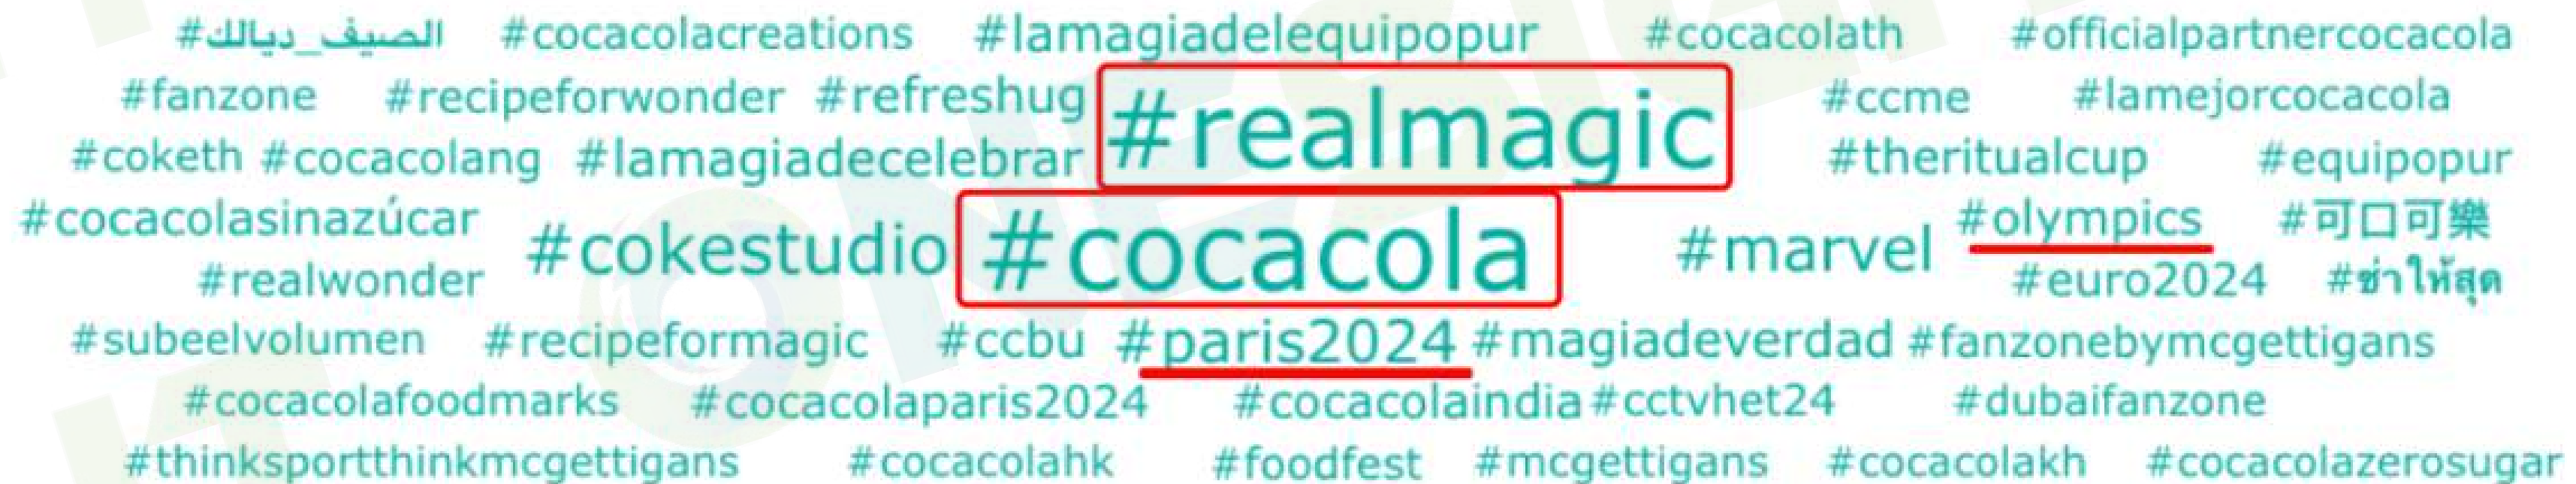 #الصيف_ديالك #cocacolacreations #lamagiadelequipopur #cocacolath #officialpartnercocacola
#fanzone #recipeforwonder #refreshug #realmagic #ccme #lamejorcocacola
#coketh #cocacolang #lamagiadecelebrar #theritualcup #equipopur
#cocacolasinazúcar #cokestudio #cocacola #marvel #olympics #可口可樂
#realwonder #euro2024 #ซ่าให้สุด
#subeelvolumen #recipeformagic #ccbu #paris2024 #magiadeverdad #fanzonebymcgettigans
#cocacolafoodmarks #cocacolaparis2024 #cocacolaindia #cctvhet24 #dubaifanzone
#thinksportthinkmcgettigans #cocacolahk #foodfest #mcgettigans #cocacolakh #cocacolazerosugar